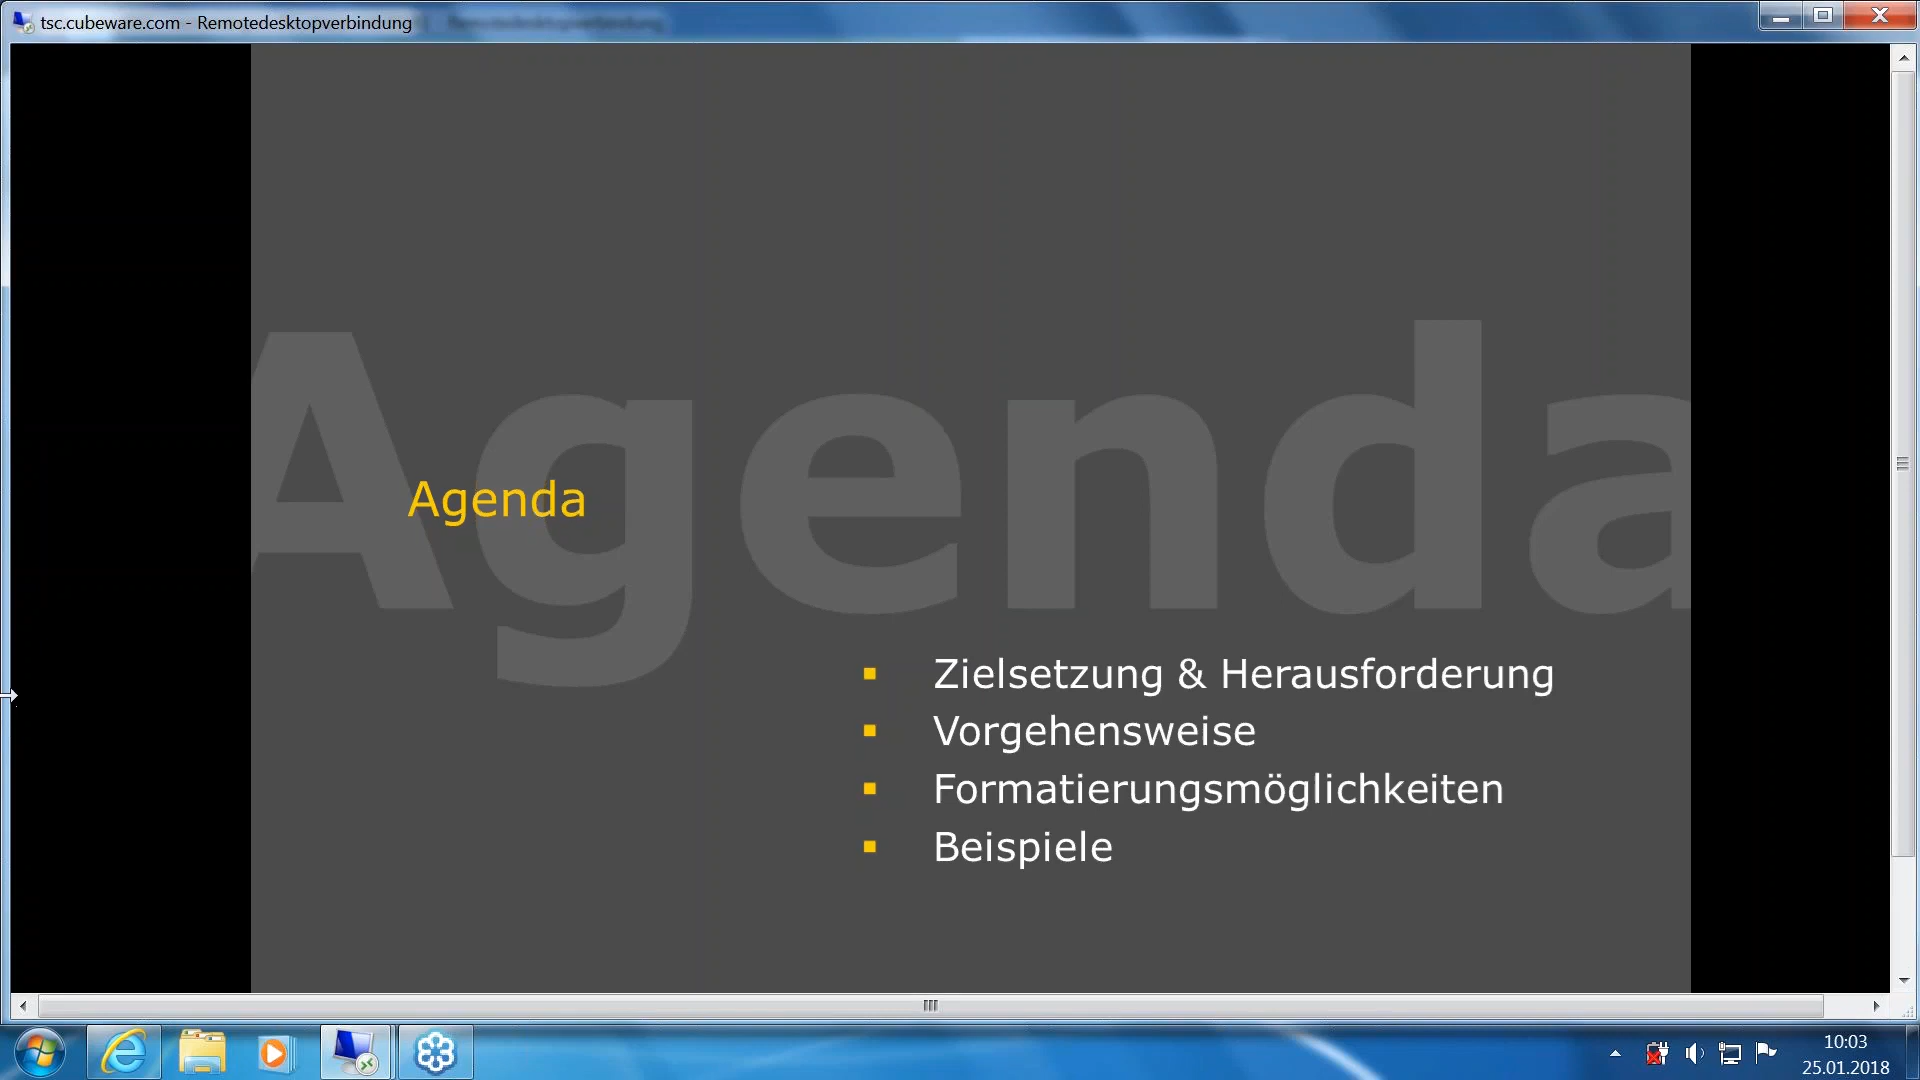 tsc.cubeware.com - Remotedesktopverbindung
Agenda
Agenda
Zielsetzung & Herausforderung
Vorgehensweise
Formatierungsmöglichkeiten
Beispiele
10:03
25.01.2018